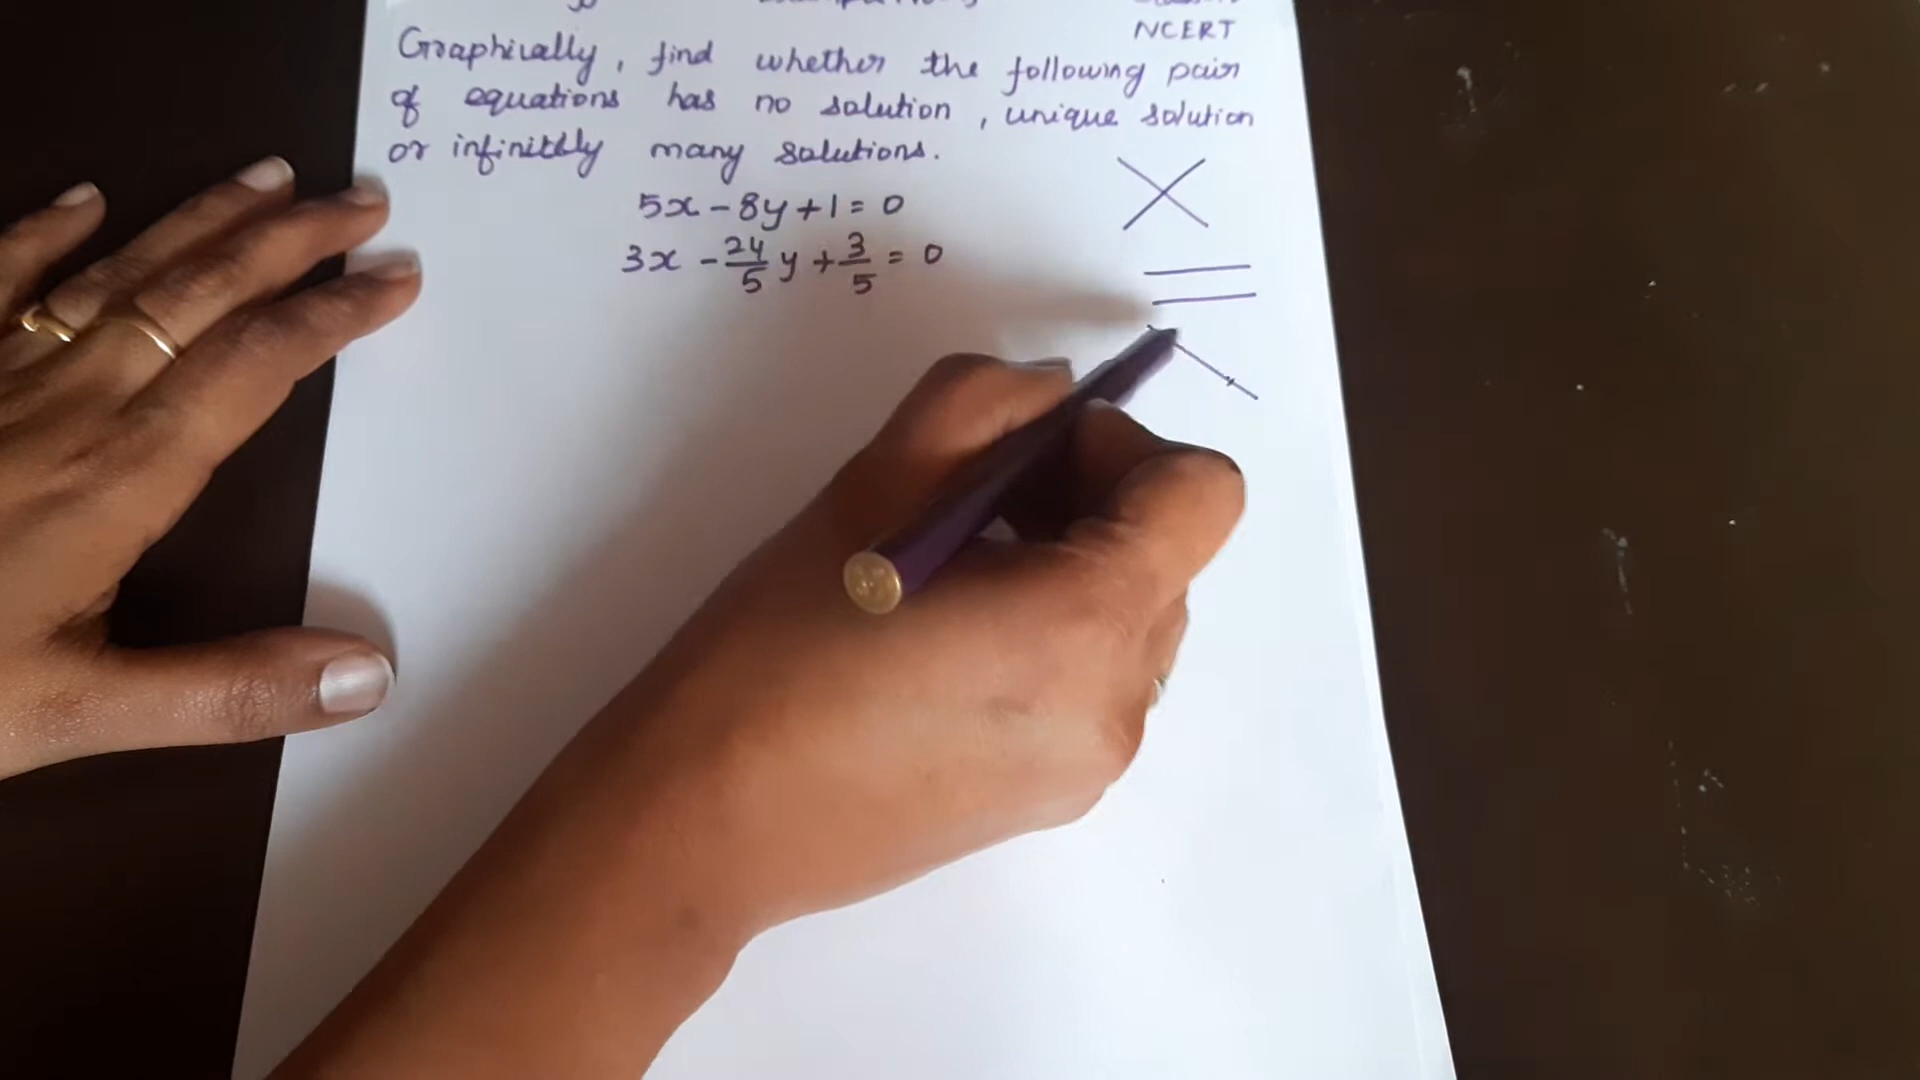 NCERT
Graphically, find whether the following pair
of equations has no solution, unique solution
or infinitely many solutions.
5x - 8y + 1 = 0
3x - 24/5 y + 3/5 = 0